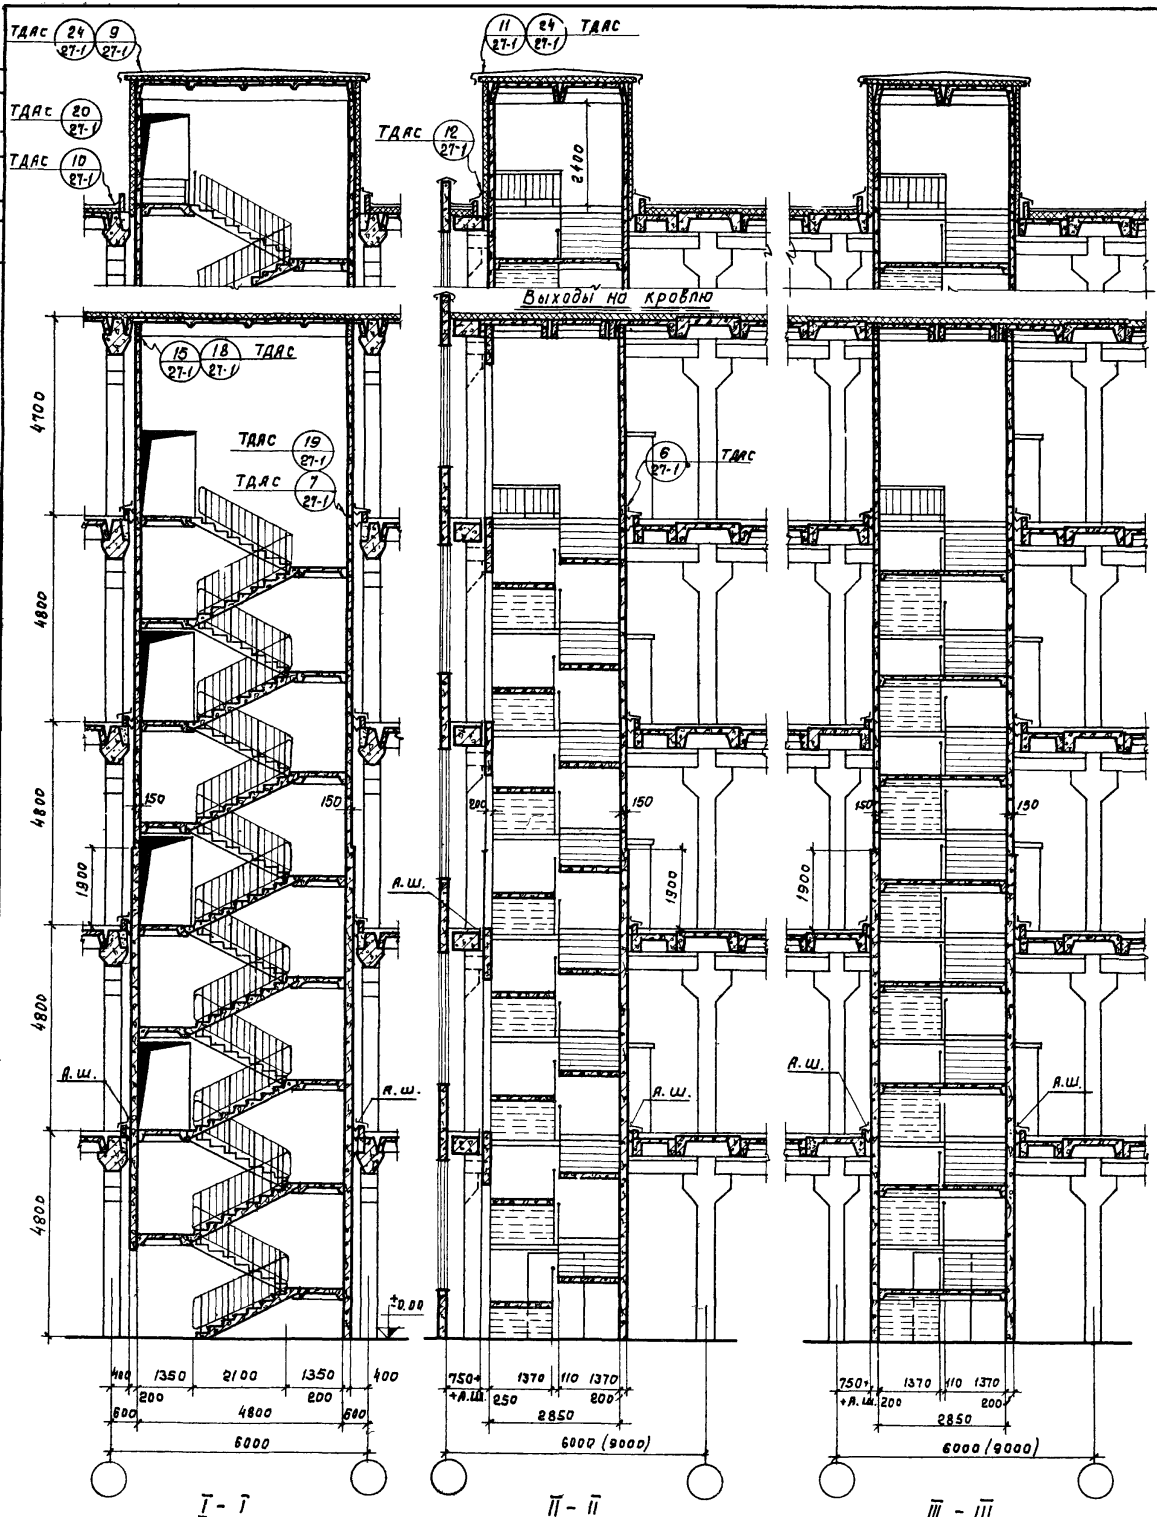 ТДАС 24 9
27-1 27-1
11 24 ТДАС
27-1 27-1
ТДАС 20
27-1
ТДАС 12
27-1
ТДАС 10
27-1
2400
Выходы на кровлю
15 18 ТДАС
27-1 27-1
4700
ТДАС 19
27-1
ТДАС 7
27-1
6 ТДАС
27-1
4800
4800
150 150 200 150 150 150
1900 1900 1900
А.Ш.
4800
А.Ш. А.Ш. А.Ш. А.Ш. А.Ш.
4800
±0.00
400 1350 2100 1350 400
200 200
600 4800 600
6000
750+ 1370 110 1370
+А.Ш. 250 200
2850
6000 (9000)
750+ 1370 110 1370
+А.Ш. 200 200
2850
6000 (9000)
I - I
II - II
III - III